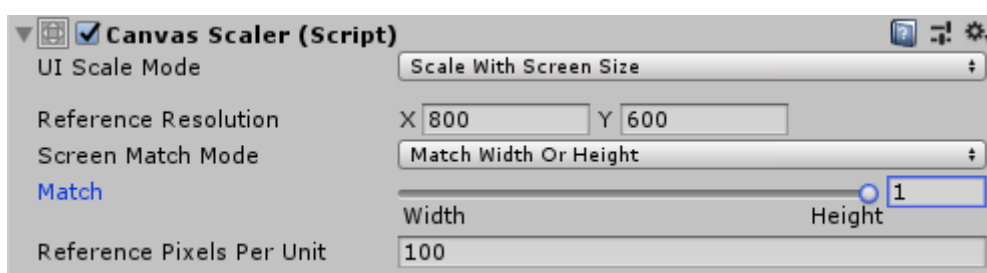 Canvas Scaler (Script)
UI Scale Mode Scale With Screen Size
Reference Resolution X 800 Y 600
Screen Match Mode Match Width Or Height
Match 1
Width Height
Reference Pixels Per Unit 100